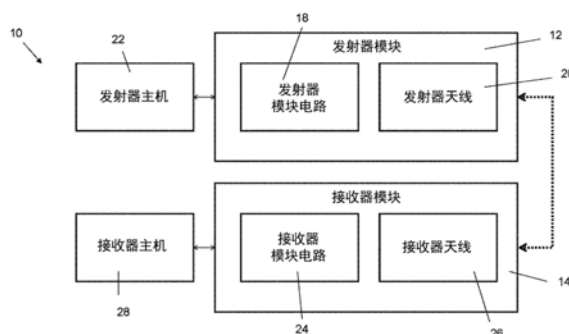 10
22
18
12
发射器模块
20
发射器主机
发射器
模块电路
发射器天线
接收器模块
接收器主机
接收器
模块电路
接收器天线
28
24
26
14